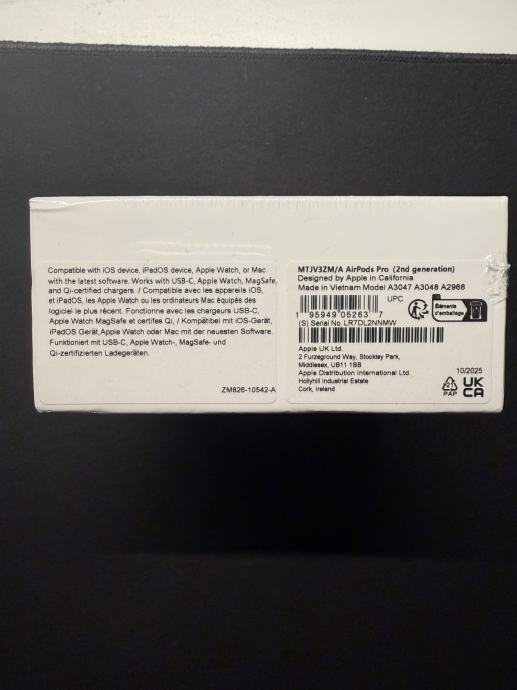 Compatible with iOS device, iPadOS device, Apple Watch, or Mac
with the latest software. Works with USB-C, Apple Watch, MagSafe,
and Qi-certified chargers. / Compatible avec les appareils iOS,
et iPadOS, les Apple Watch ou les ordinateurs Mac équipés des
logiciel le plus récent. Fonctionne avec les chargeurs USB-C,
Apple Watch MagSafe et certifés Qi, / Kompatibel mit iOS-Gerät,
iPadOS Gerät, Apple Watch oder Mac mit der neuesten Software.
Funktioniert mit USB-C, Apple Watch-, MagSafe- und
Qi-zertifizierten Ladegeräten.
ZM826-10542-A
MTJV3ZM/A AirPods Pro (2nd generation)
Designed by Apple in California
Made in Vietnam Model A3047 A3048 A2968
UPC
1 95949 05263 7
(S) Serial No. LR7DL2NNMW
Éléments
d'emballage
Apple UK Ltd.
2 Furzeground Way, Stockley Park,
Middlesex, UB11 1BB
Apple Distribution International Ltd.
Hollyhill Industrial Estate
Cork, Ireland
10/2025
21
PAP
UK
CA